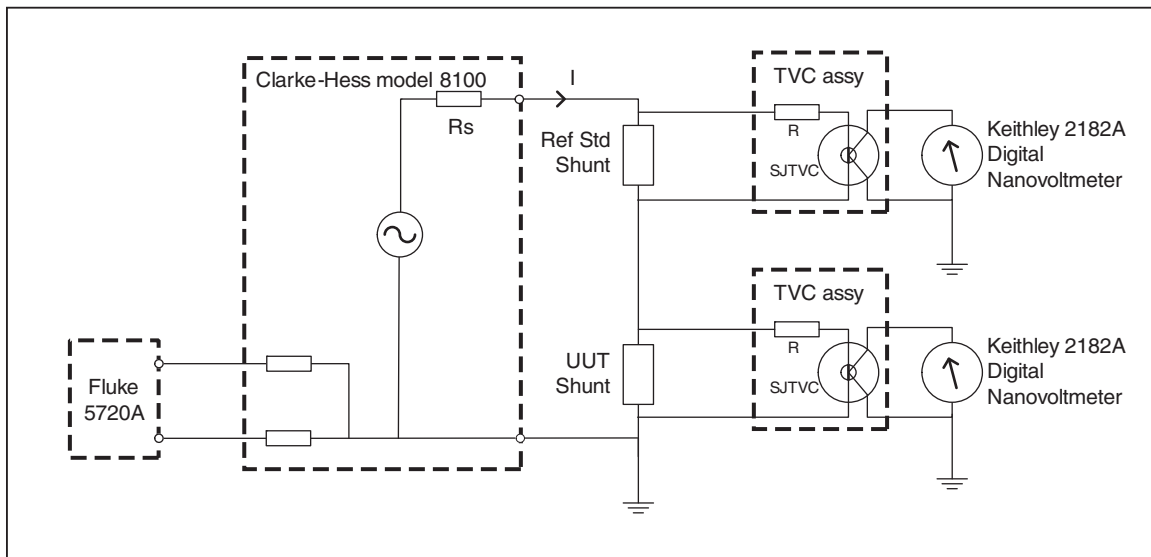 Clarke-Hess model 8100
Rs
I
Ref Std
Shunt
TVC assy
R
SJTVC
Keithley 2182A
Digital
Nanovoltmeter
Fluke
5720A
UUT
Shunt
TVC assy
R
SJTVC
Keithley 2182A
Digital
Nanovoltmeter